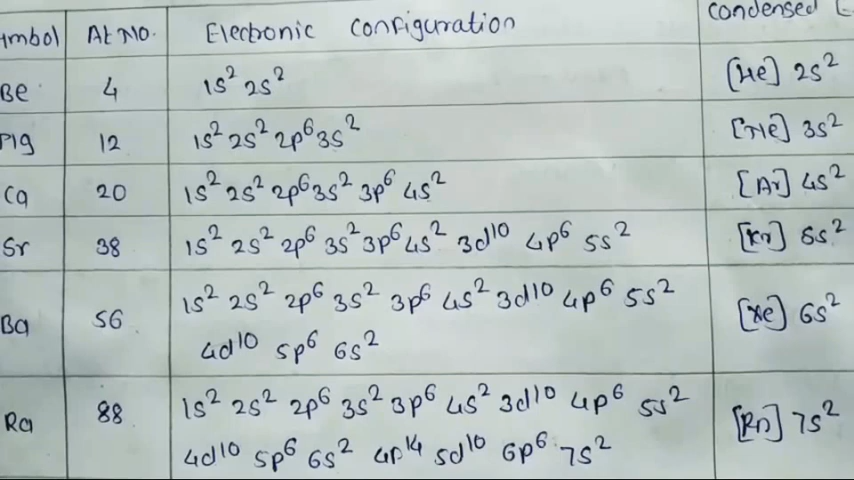 Symbol At No. Electronic Configuration Condensed
Be 4 1s² 2s² [He] 2s²
Mg 12 1s² 2s² 2p⁶ 3s² [Ne] 3s²
Ca 20 1s² 2s² 2p⁶ 3s² 3p⁶ 4s² [Ar] 4s²
Sr 38 1s² 2s² 2p⁶ 3s² 3p⁶ 4s² 3d¹⁰ 4p⁶ 5s² [Kr] 5s²
Ba 56 1s² 2s² 2p⁶ 3s² 3p⁶ 4s² 3d¹⁰ 4p⁶ 5s² [Xe] 6s²
4d¹⁰ 5p⁶ 6s²
Ra 88 1s² 2s² 2p⁶ 3s² 3p⁶ 4s² 3d¹⁰ 4p⁶ 5s² [Rn] 7s²
4d¹⁰ 5p⁶ 6s² 4p¹⁴ 5d¹⁰ 6p⁶ 7s²